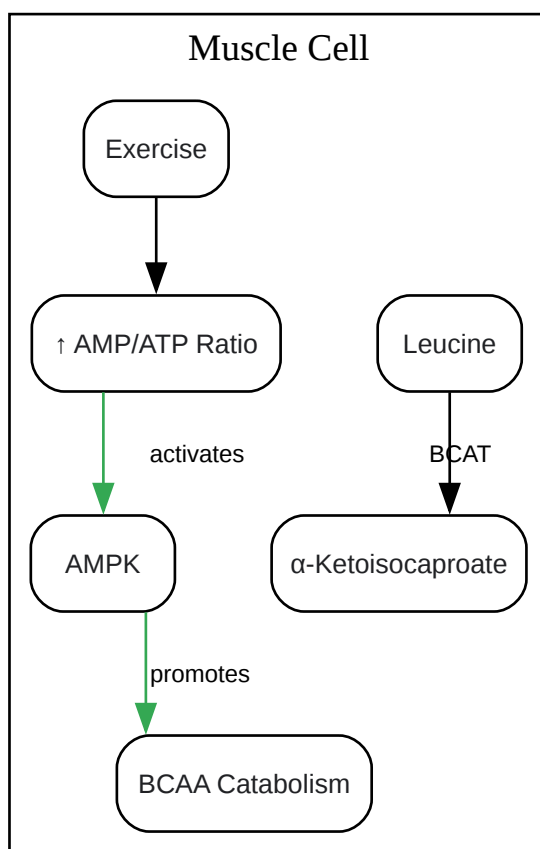 Muscle Cell
Exercise
↑ AMP/ATP Ratio
Leucine
activates
BCAT
AMPK
α-Ketoisocaproate
promotes
BCAA Catabolism